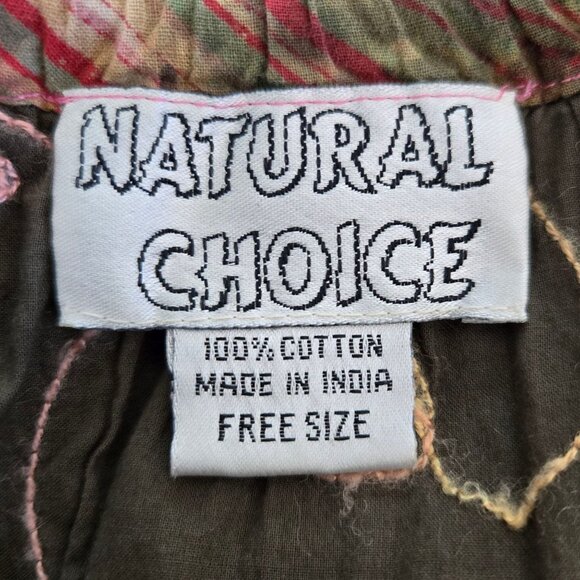 NATURAL
CHOICE
100% COTTON
MADE IN INDIA
FREE SIZE